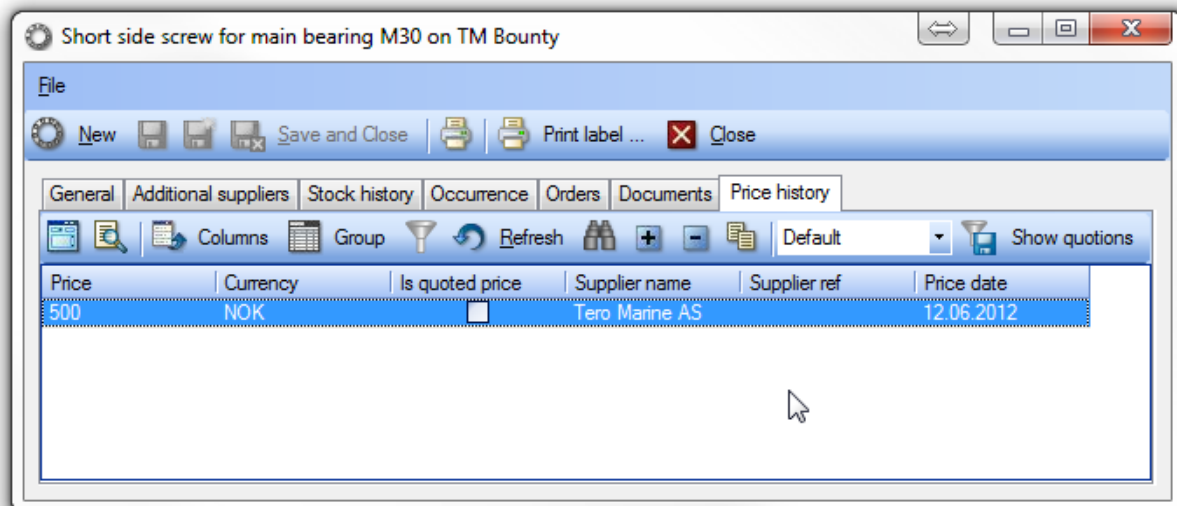 Short side screw for main bearing M30 on TM Bounty
File
New Save and Close Print label ... Close
General Additional suppliers Stock history Occurrence Orders Documents Price history
Columns Group Refresh Default Show quotions
Price Currency Is quoted price Supplier name Supplier ref Price date
500 NOK Tero Marine AS 12.06.2012